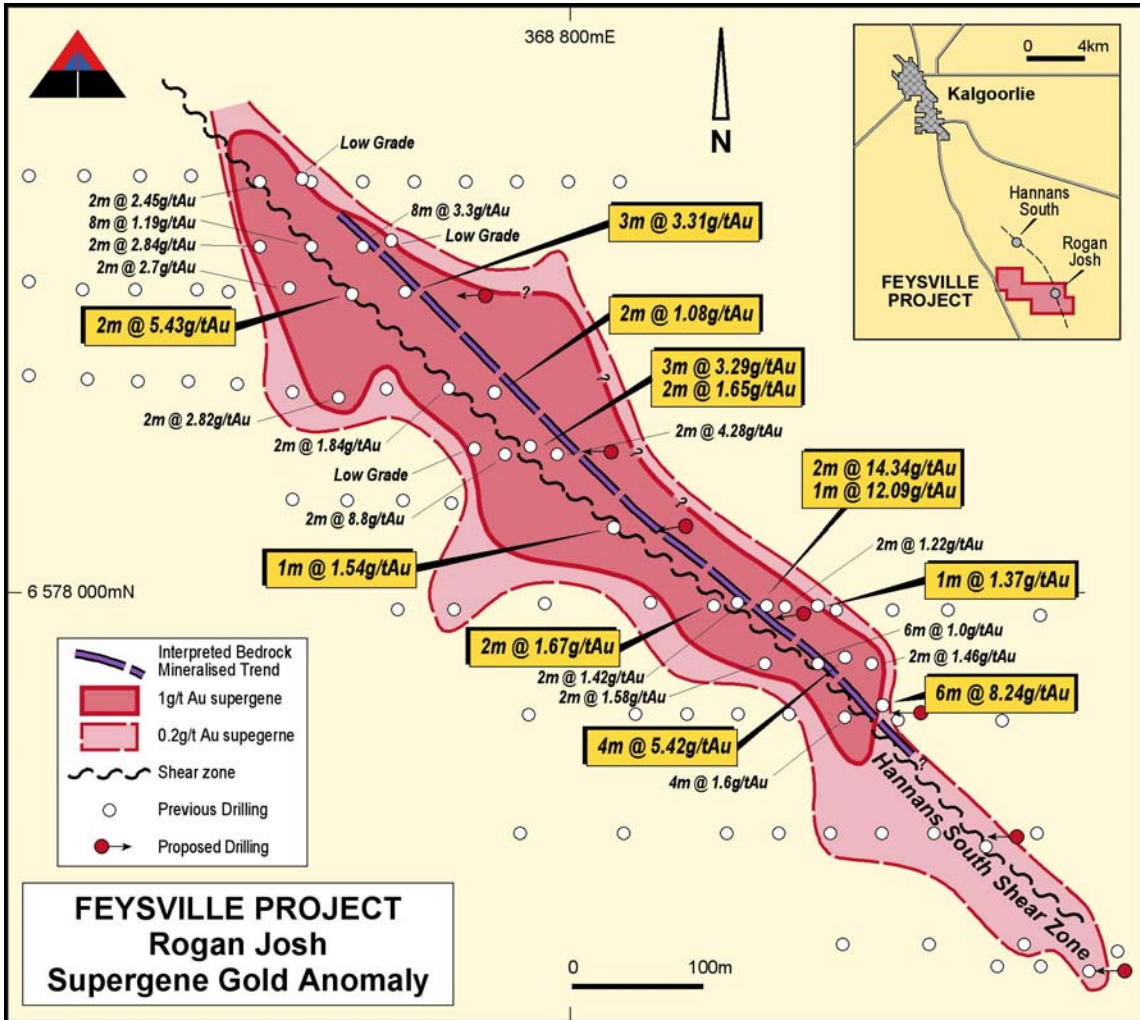 368 800mE
N
0 4km
Kalgoorlie
Hannans
South
Rogan
Josh
FEYSVILLE
PROJECT
Low Grade
2m @ 2.45g/tAu
8m @ 1.19g/tAu
2m @ 2.84g/tAu
2m @ 2.7g/tAu
8m @ 3.3g/tAu
Low Grade
3m @ 3.31g/tAu
?
2m @ 5.43g/tAu
2m @ 1.08g/tAu
3m @ 3.29g/tAu
2m @ 1.65g/tAu
?
2m @ 2.82g/tAu
2m @ 1.84g/tAu
2m @ 4.28g/tAu
?
Low Grade
2m @ 8.8g/tAu
2m @ 14.34g/tAu
1m @ 12.09g/tAu
?
1m @ 1.54g/tAu
2m @ 1.22g/tAu
1m @ 1.37g/tAu
6 578 000mN
2m @ 1.67g/tAu
6m @ 1.0g/tAu
2m @ 1.46g/tAu
2m @ 1.42g/tAu
2m @ 1.58g/tAu
6m @ 8.24g/tAu
4m @ 5.42g/tAu
4m @ 1.6g/tAu
?
Hannans South Shear Zone
Interpreted Bedrock
Mineralised Trend
1g/t Au supergene
0.2g/t Au supegerne
Shear zone
Previous Drilling
Proposed Drilling
FEYSVILLE PROJECT
Rogan Josh
Supergene Gold Anomaly
0 100m